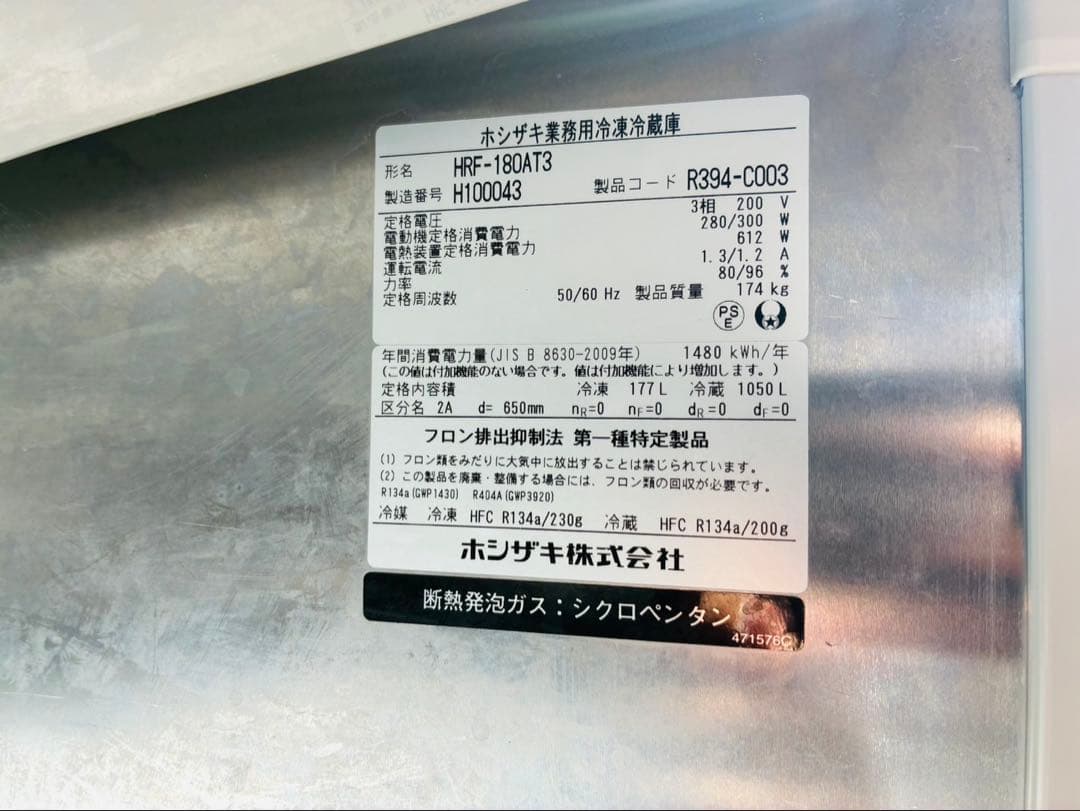 ホシザキ業務用冷凍冷蔵庫
形名 HRF-180AT3
製造番号 H100043 製品コード R394-C003
定格電圧 3相 200 V
電動機定格消費電力 280/300 W
電熱装置定格消費電力 612 W
運転電流 1.3/1.2 A
力率 80/96 %
定格周波数 50/60 Hz 製品質量 174 kg
PS E
年間消費電力量(JIS B 8630-2009年) 1480 kWh/年
(この値は付加機能のない場合です。値は付加機能により増加します。)
定格内容積 冷凍 177 L 冷蔵 1050 L
区分名 2A d= 650mm nR=0 nF=0 dR=0 dF=0
フロン排出抑制法 第一種特定製品
(1) フロン類をみだりに大気中に放出することは禁じられています。
(2) この製品を廃棄・整備する場合には、フロン類の回収が必要です。
R134a(GWP1430) R404A(GWP3920)
冷媒 冷凍 HFC R134a/230g 冷蔵 HFC R134a/200g
ホシザキ株式会社
断熱発泡ガス:シクロペンタン
471576C